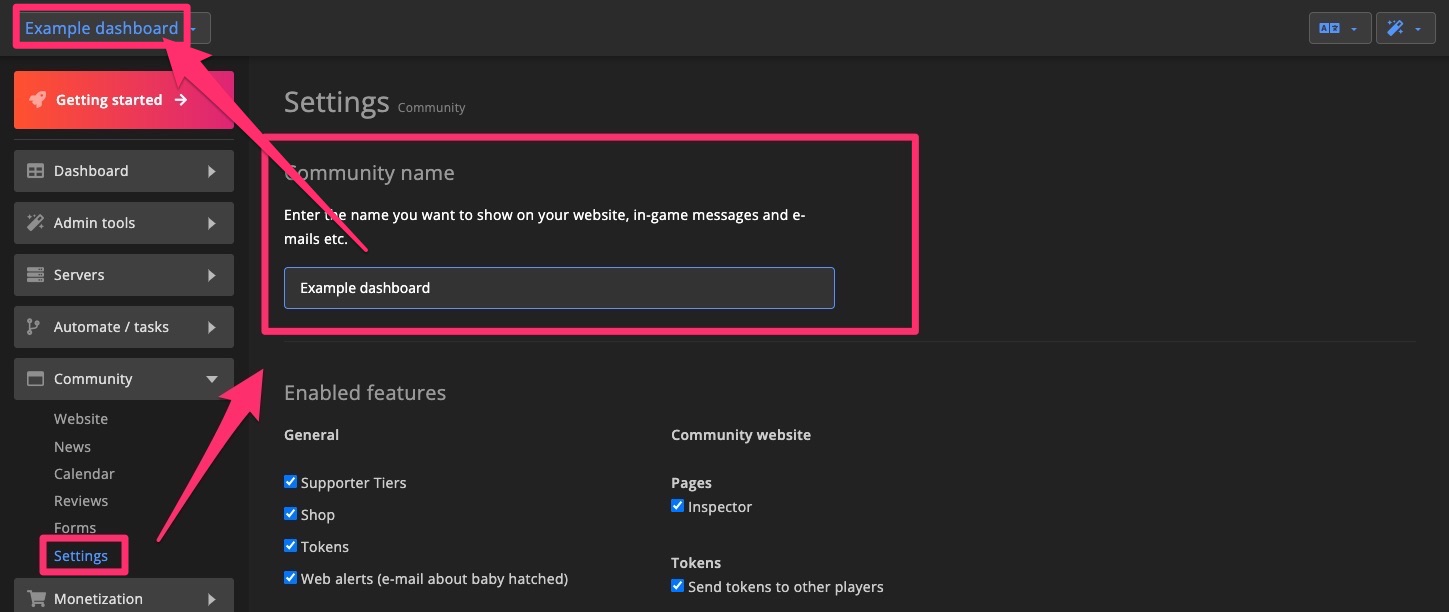 Example dashboard
Getting started
Dashboard
Admin tools
Servers
Automate / tasks
Community
Website
News
Calendar
Reviews
Forms
Settings
Monetization
Settings Community
Community name
Enter the name you want to show on your website, in-game messages and e-
mails etc.
Example dashboard
Enabled features
General
Supporter Tiers
Shop
Tokens
Web alerts (e-mail about baby hatched)
Community website
Pages
Inspector
Tokens
Send tokens to other players